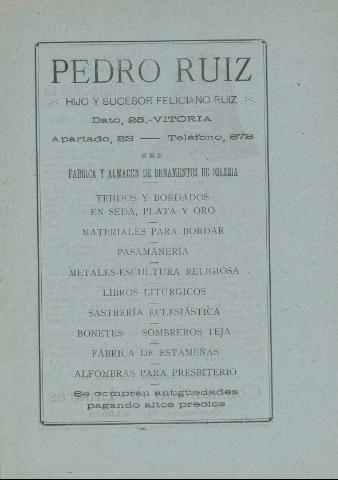 PEDRO RUIZ
HIJO Y SUCESOR FELICIANO RUIZ
Dato, 25.-VITORIA
Apartado, 23 — Teléfono, 678
FABRICA Y ALMACEN DE ORNAMENTOS DE IGLESIA
TEJIDOS Y BORDADOS
EN SEDA, PLATA Y ORO
MATERIALES PARA BORDAR
PASAMANERÍA
METALES-ESCULTURA RELIGIOSA
LIBROS LITÚRGICOS
SASTRERÍA ECLESIÁSTICA
BONETES — SOMBREROS TEJA
FÁBRICA DE ESTAMEÑAS
ALFOMBRAS PARA PRESBITERIO
Se compran antigüedades
pagando altos precios